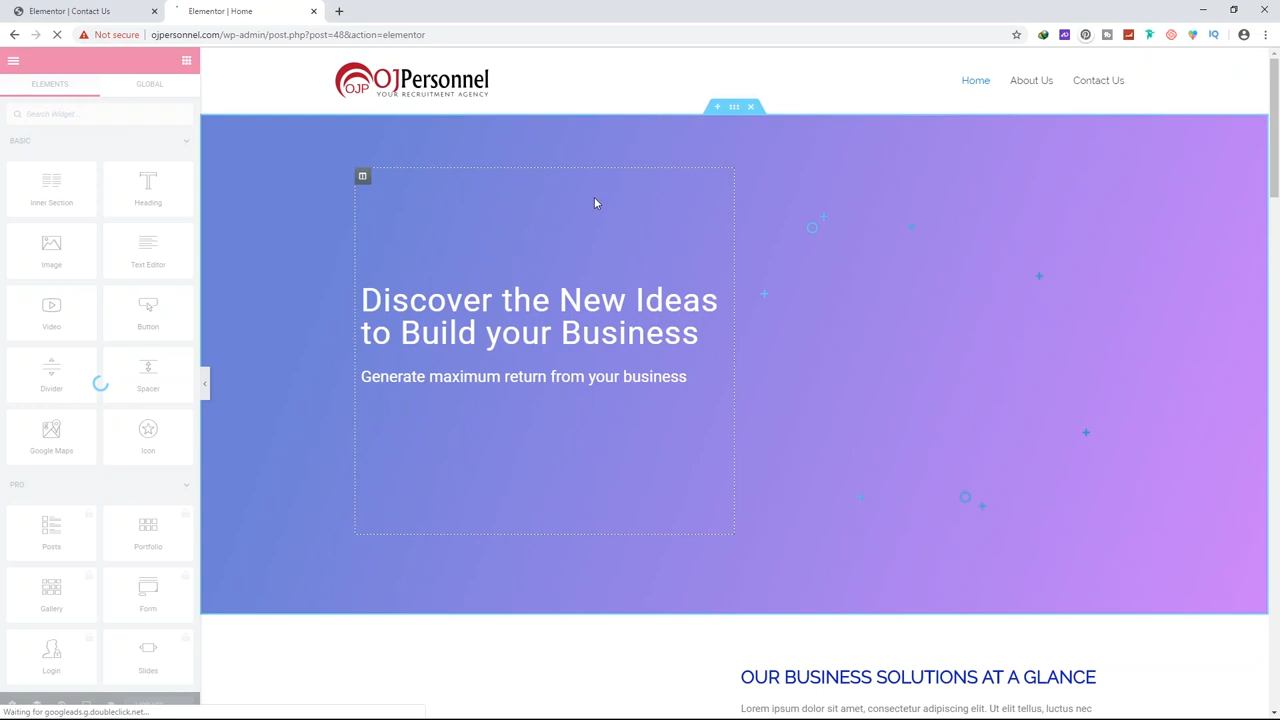 Elementor | Contact Us
Elementor | Home
Not secure
ojpersonnel.com/wp-admin/post.php?post=48&action=elementor
ELEMENTS
GLOBAL
Search Widget...
BASIC
Inner Section
Heading
Image
Text Editor
Video
Button
Divider
Spacer
Google Maps
Icon
PRO
Posts
Portfolio
Gallery
Form
Login
Slides
Waiting for googleads.g.doubleclick.net...
OJP
OJPersonnel
YOUR RECRUITMENT AGENCY
Home
About Us
Contact Us
Discover the New Ideas
to Build your Business
Generate maximum return from your business
OUR BUSINESS SOLUTIONS AT A GLANCE
Lorem ipsum dolor sit amet, consectetur adipiscing elit. Ut elit tellus, luctus nec